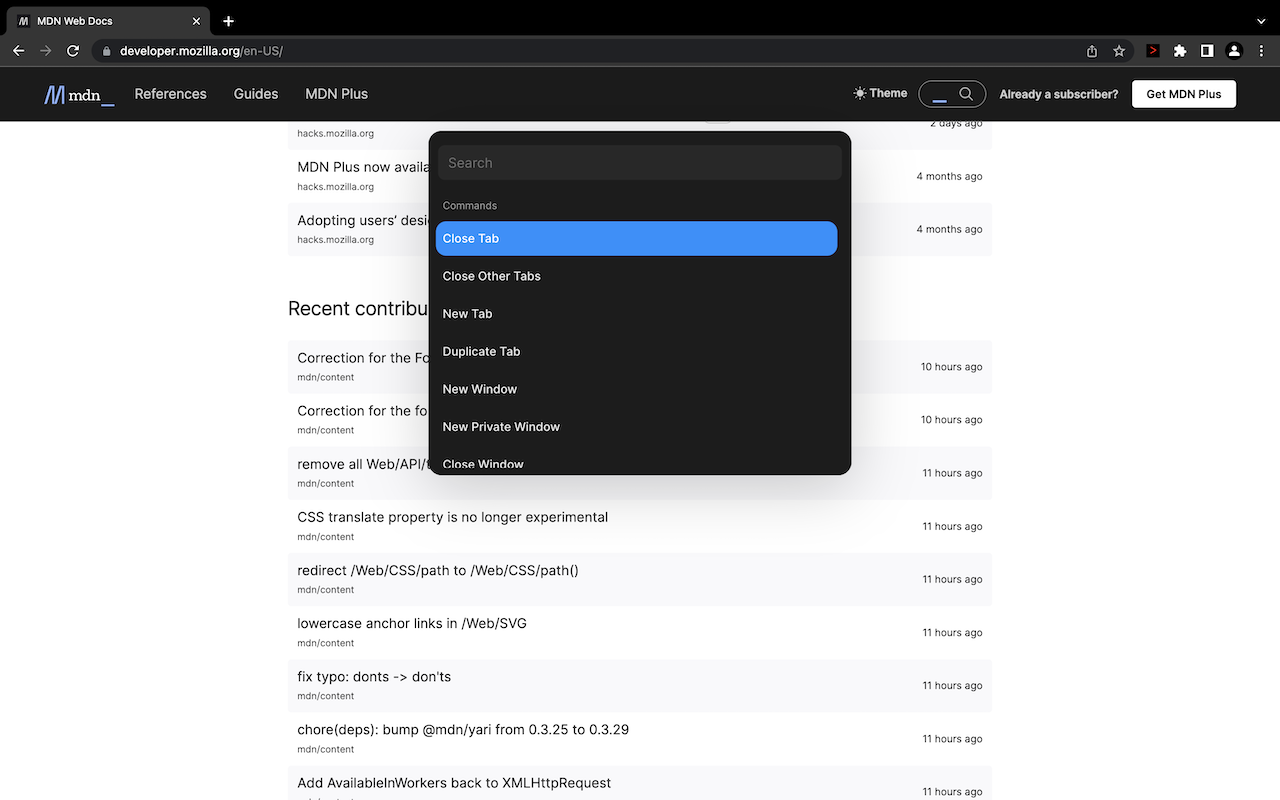 MDN Web Docs
developer.mozilla.org/en-US/
mdn_
References
Guides
MDN Plus
Theme
Already a subscriber?
Get MDN Plus
hacks.mozilla.org
2 days ago
MDN Plus now availa
hacks.mozilla.org
4 months ago
Adopting users’ desi
hacks.mozilla.org
4 months ago
Search
Commands
Close Tab
Close Other Tabs
New Tab
Duplicate Tab
New Window
New Private Window
Close Window
Recent contribu
Correction for the Fo
mdn/content
10 hours ago
Correction for the fo
mdn/content
10 hours ago
remove all Web/API/
mdn/content
11 hours ago
CSS translate property is no longer experimental
mdn/content
11 hours ago
redirect /Web/CSS/path to /Web/CSS/path()
mdn/content
11 hours ago
lowercase anchor links in /Web/SVG
mdn/content
11 hours ago
fix typo: donts -> don'ts
mdn/content
11 hours ago
chore(deps): bump @mdn/yari from 0.3.25 to 0.3.29
mdn/content
11 hours ago
Add AvailableInWorkers back to XMLHttpRequest
11 hours ago